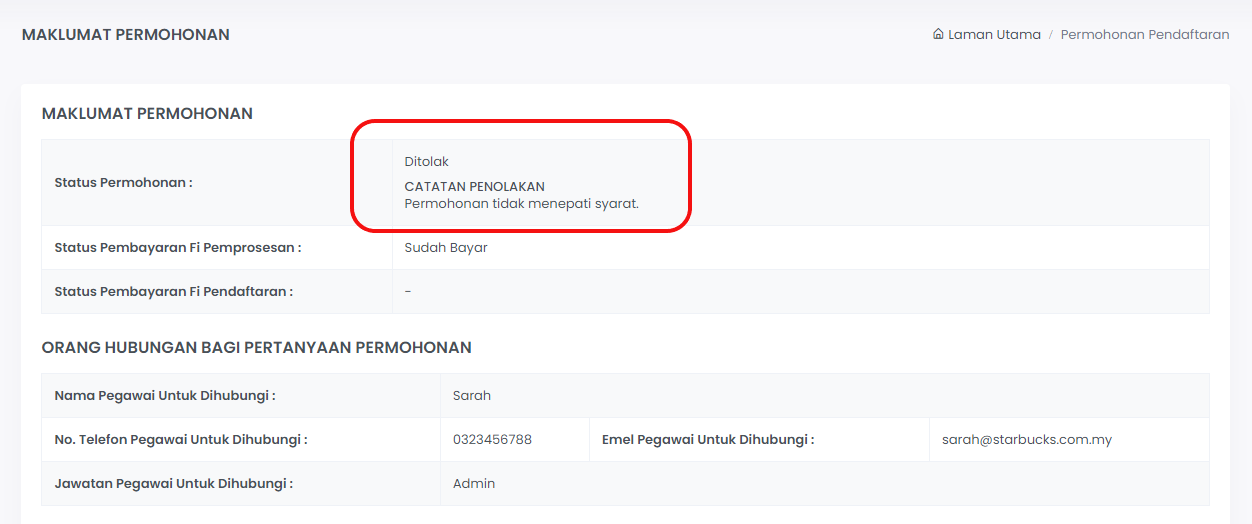 MAKLUMAT PERMOHONAN
Laman Utama / Permohonan Pendaftaran
MAKLUMAT PERMOHONAN
Status Permohonan :
Ditolak
CATATAN PENOLAKAN
Permohonan tidak menepati syarat.
Status Pembayaran Fi Pemprosesan : Sudah Bayar
Status Pembayaran Fi Pendaftaran : -
ORANG HUBUNGAN BAGI PERTANYAAN PERMOHONAN
Nama Pegawai Untuk Dihubungi : Sarah
No. Telefon Pegawai Untuk Dihubungi : 0323456788 Emel Pegawai Untuk Dihubungi : sarah@starbucks.com.my
Jawatan Pegawai Untuk Dihubungi : Admin